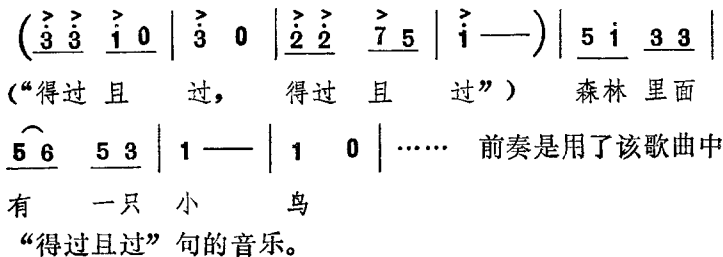 (3̇ 3̇ 1̇ 0 | 3̇ 0 | 2̇ 2̇ 7 5 | 1̇ — ) | 5 1̇ 3 3 |
(“得过 且 过， 得过 且 过”) 森林 里面
5 6 5 3 | 1 — | 1 0 | …… 前奏是用了该歌曲中
有 一只 小 鸟
“得过且过”句的音乐。